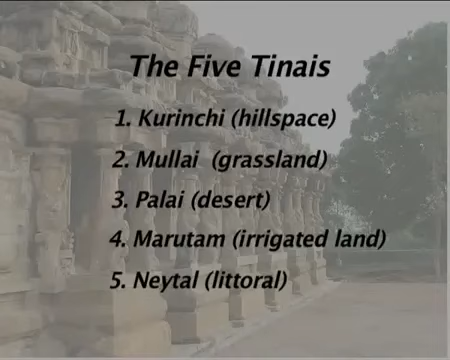 The Five Tinais
1. Kurinchi (hillspace)
2. Mullai (grassland)
3. Palai (desert)
4. Marutam (irrigated land)
5. Neytal (littoral)